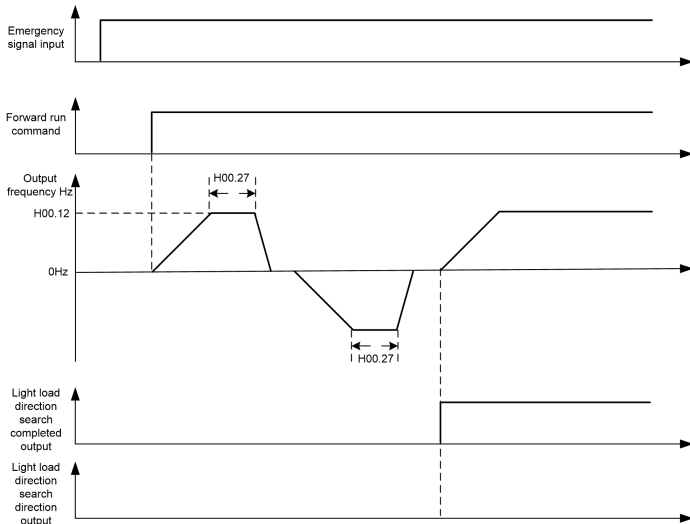 Emergency
signal input
Forward run
command
Output
frequency Hz
H00.27
H00.12
0Hz
H00.27
Light load
direction
search
completed
output
Light load
direction
search
direction
output